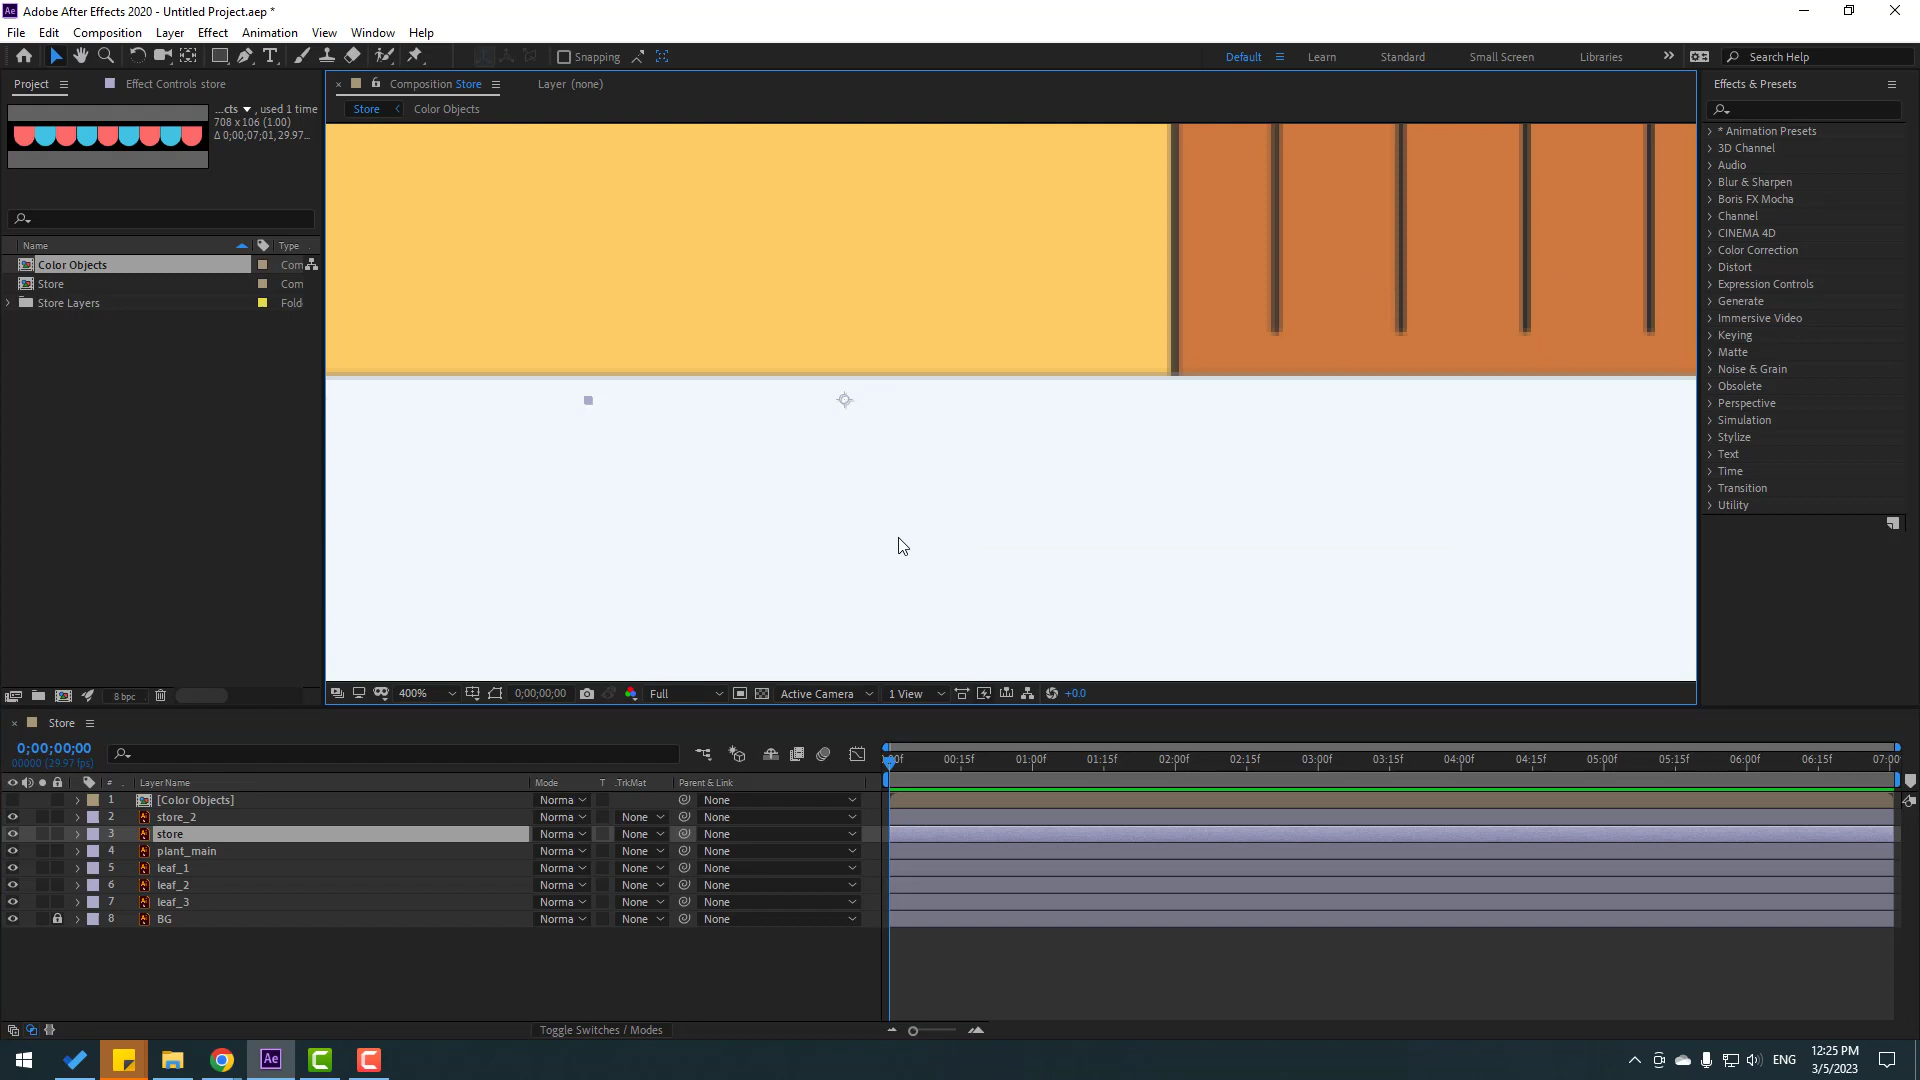 Adobe After Effects 2020 - Untitled Project.aep *
File Edit Composition Layer Effect Animation View Window Help
Snapping
Default Learn Standard Small Screen Libraries Search Help
Project Effect Controls store
Composition Store Layer (none)
Effects & Presets
...cts , used 1 time
708 x 106 (1.00)
Δ 0;00;07;01, 29.97...
Store Color Objects
* Animation Presets
3D Channel
Audio
Blur & Sharpen
Boris FX Mocha
Channel
CINEMA 4D
Color Correction
Distort
Expression Controls
Generate
Immersive Video
Keying
Matte
Noise & Grain
Obsolete
Perspective
Simulation
Stylize
Text
Time
Transition
Utility
Name Type
Color Objects Com
Store Com
Store Layers Fold
8 bpc
400% 0;00;00;00 Full Active Camera 1 View +0.0
Store
0;00;00;00
00000 (29.97 fps)
# Layer Name Mode T .TrkMat Parent & Link
00f 00:15f 01:00f 01:15f 02:00f 02:15f 03:00f 03:15f 04:00f 04:15f 05:00f 05:15f 06:00f 06:15f 07:00
1 [Color Objects] Norma None
2 store_2 Norma None None
3 store Norma None None
4 plant_main Norma None None
5 leaf_1 Norma None None
6 leaf_2 Norma None None
7 leaf_3 Norma None None
8 BG Norma None None
Toggle Switches / Modes
ENG
12:25 PM
3/5/2023